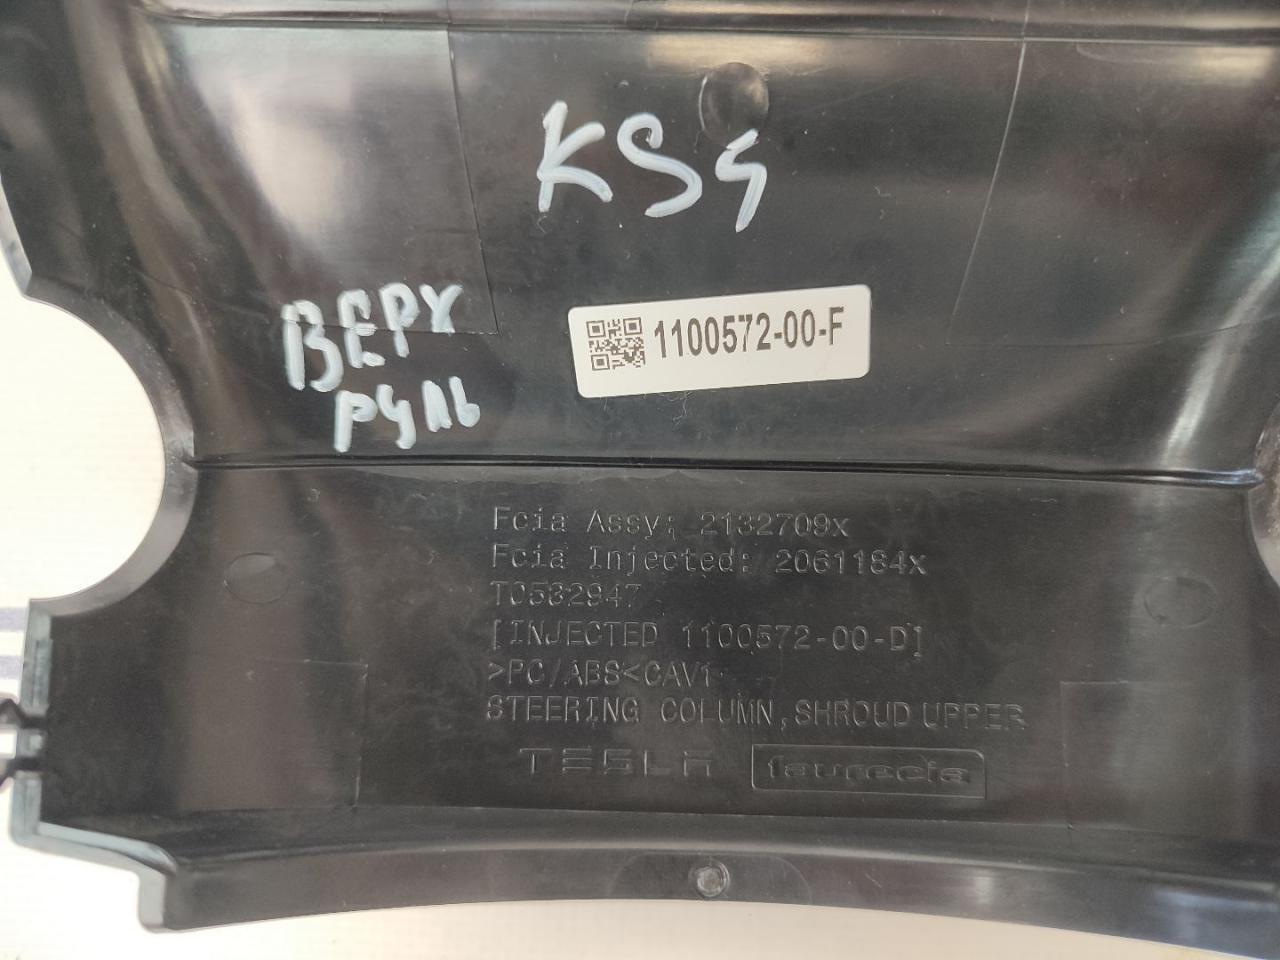 KS4
1100572-00-F
ВЕРХ
РУЛЬ
Fcia Assy: 2132709x
Fcia Injected: 2061184x
TO532947
[INJECTED 1100572-00-D]
>PC/ABS<CAV1
STEERING COLUMN,SHROUD UPPER
TESLA faurecia